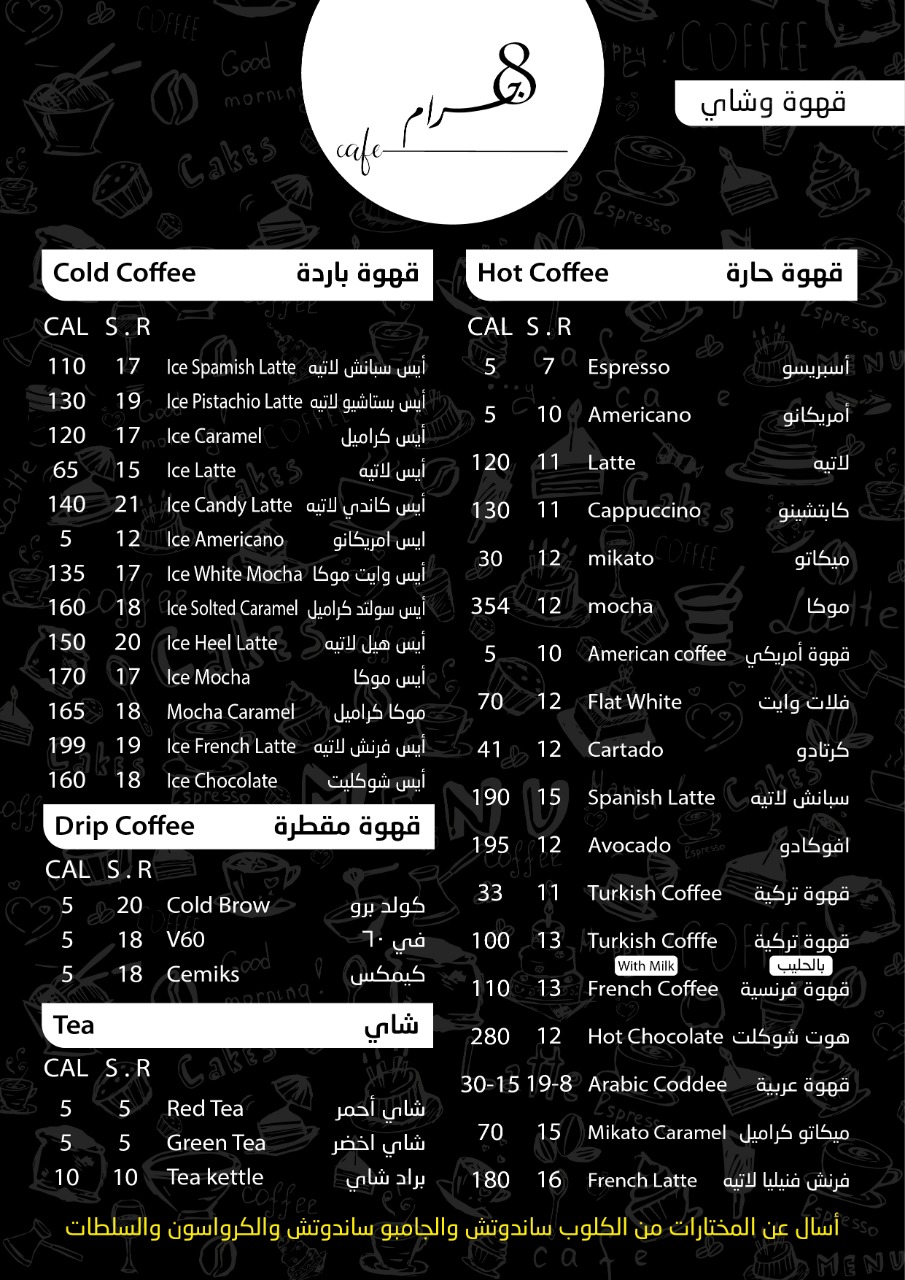 8 جرام
cafe
قهوة وشاي
Cold Coffee قهوة باردة
CAL S . R
110 17 Ice Spamish Latte أيس سبانش لاتيه
130 19 Ice Pistachio Latte أيس بستاشيو لاتيه
120 17 Ice Caramel أيس كراميل
65 15 Ice Latte أيس لاتيه
140 21 Ice Candy Latte أيس كاندي لاتيه
5 12 Ice Americano ايس امريكانو
135 17 Ice White Mocha أيس وايت موكا
160 18 Ice Solted Caramel أيس سولتد كراميل
150 20 Ice Heel Latte أيس هيل لاتيه
170 17 Ice Mocha أيس موكا
165 18 Mocha Caramel موكا كراميل
199 19 Ice French Latte أيس فرنش لاتيه
160 18 Ice Chocolate أيس شوكليت
Drip Coffee قهوة مقطرة
CAL S . R
5 20 Cold Brow كولد برو
5 18 V60 في ٦٠
5 18 Cemiks كيمكس
Tea شاي
CAL S . R
5 5 Red Tea شاي أحمر
5 5 Green Tea شاي اخضر
10 10 Tea kettle براد شاي
Hot Coffee قهوة حارة
CAL S . R
5 7 Espresso أسبريسو
5 10 Americano أمريكانو
120 11 Latte لاتيه
130 11 Cappuccino كابتشينو
30 12 mikato ميكاتو
354 12 mocha موكا
5 10 American coffee قهوة أمريكي
70 12 Flat White فلات وايت
41 12 Cartado كرتادو
190 15 Spanish Latte سبانش لاتيه
195 12 Avocado افوكادو
33 11 Turkish Coffee قهوة تركية
100 13 Turkish Cofffe قهوة تركية
With Milk بالحليب
110 13 French Coffee قهوة فرنسية
280 12 Hot Chocolate هوت شوكلت
30-15 19-8 Arabic Coddee قهوة عربية
70 15 Mikato Caramel ميكاتو كراميل
180 16 French Latte فرنش فنيليا لاتيه
أسال عن المختارات من الكلوب ساندوتش والجامبو ساندوتش والكرواسون والسلطات